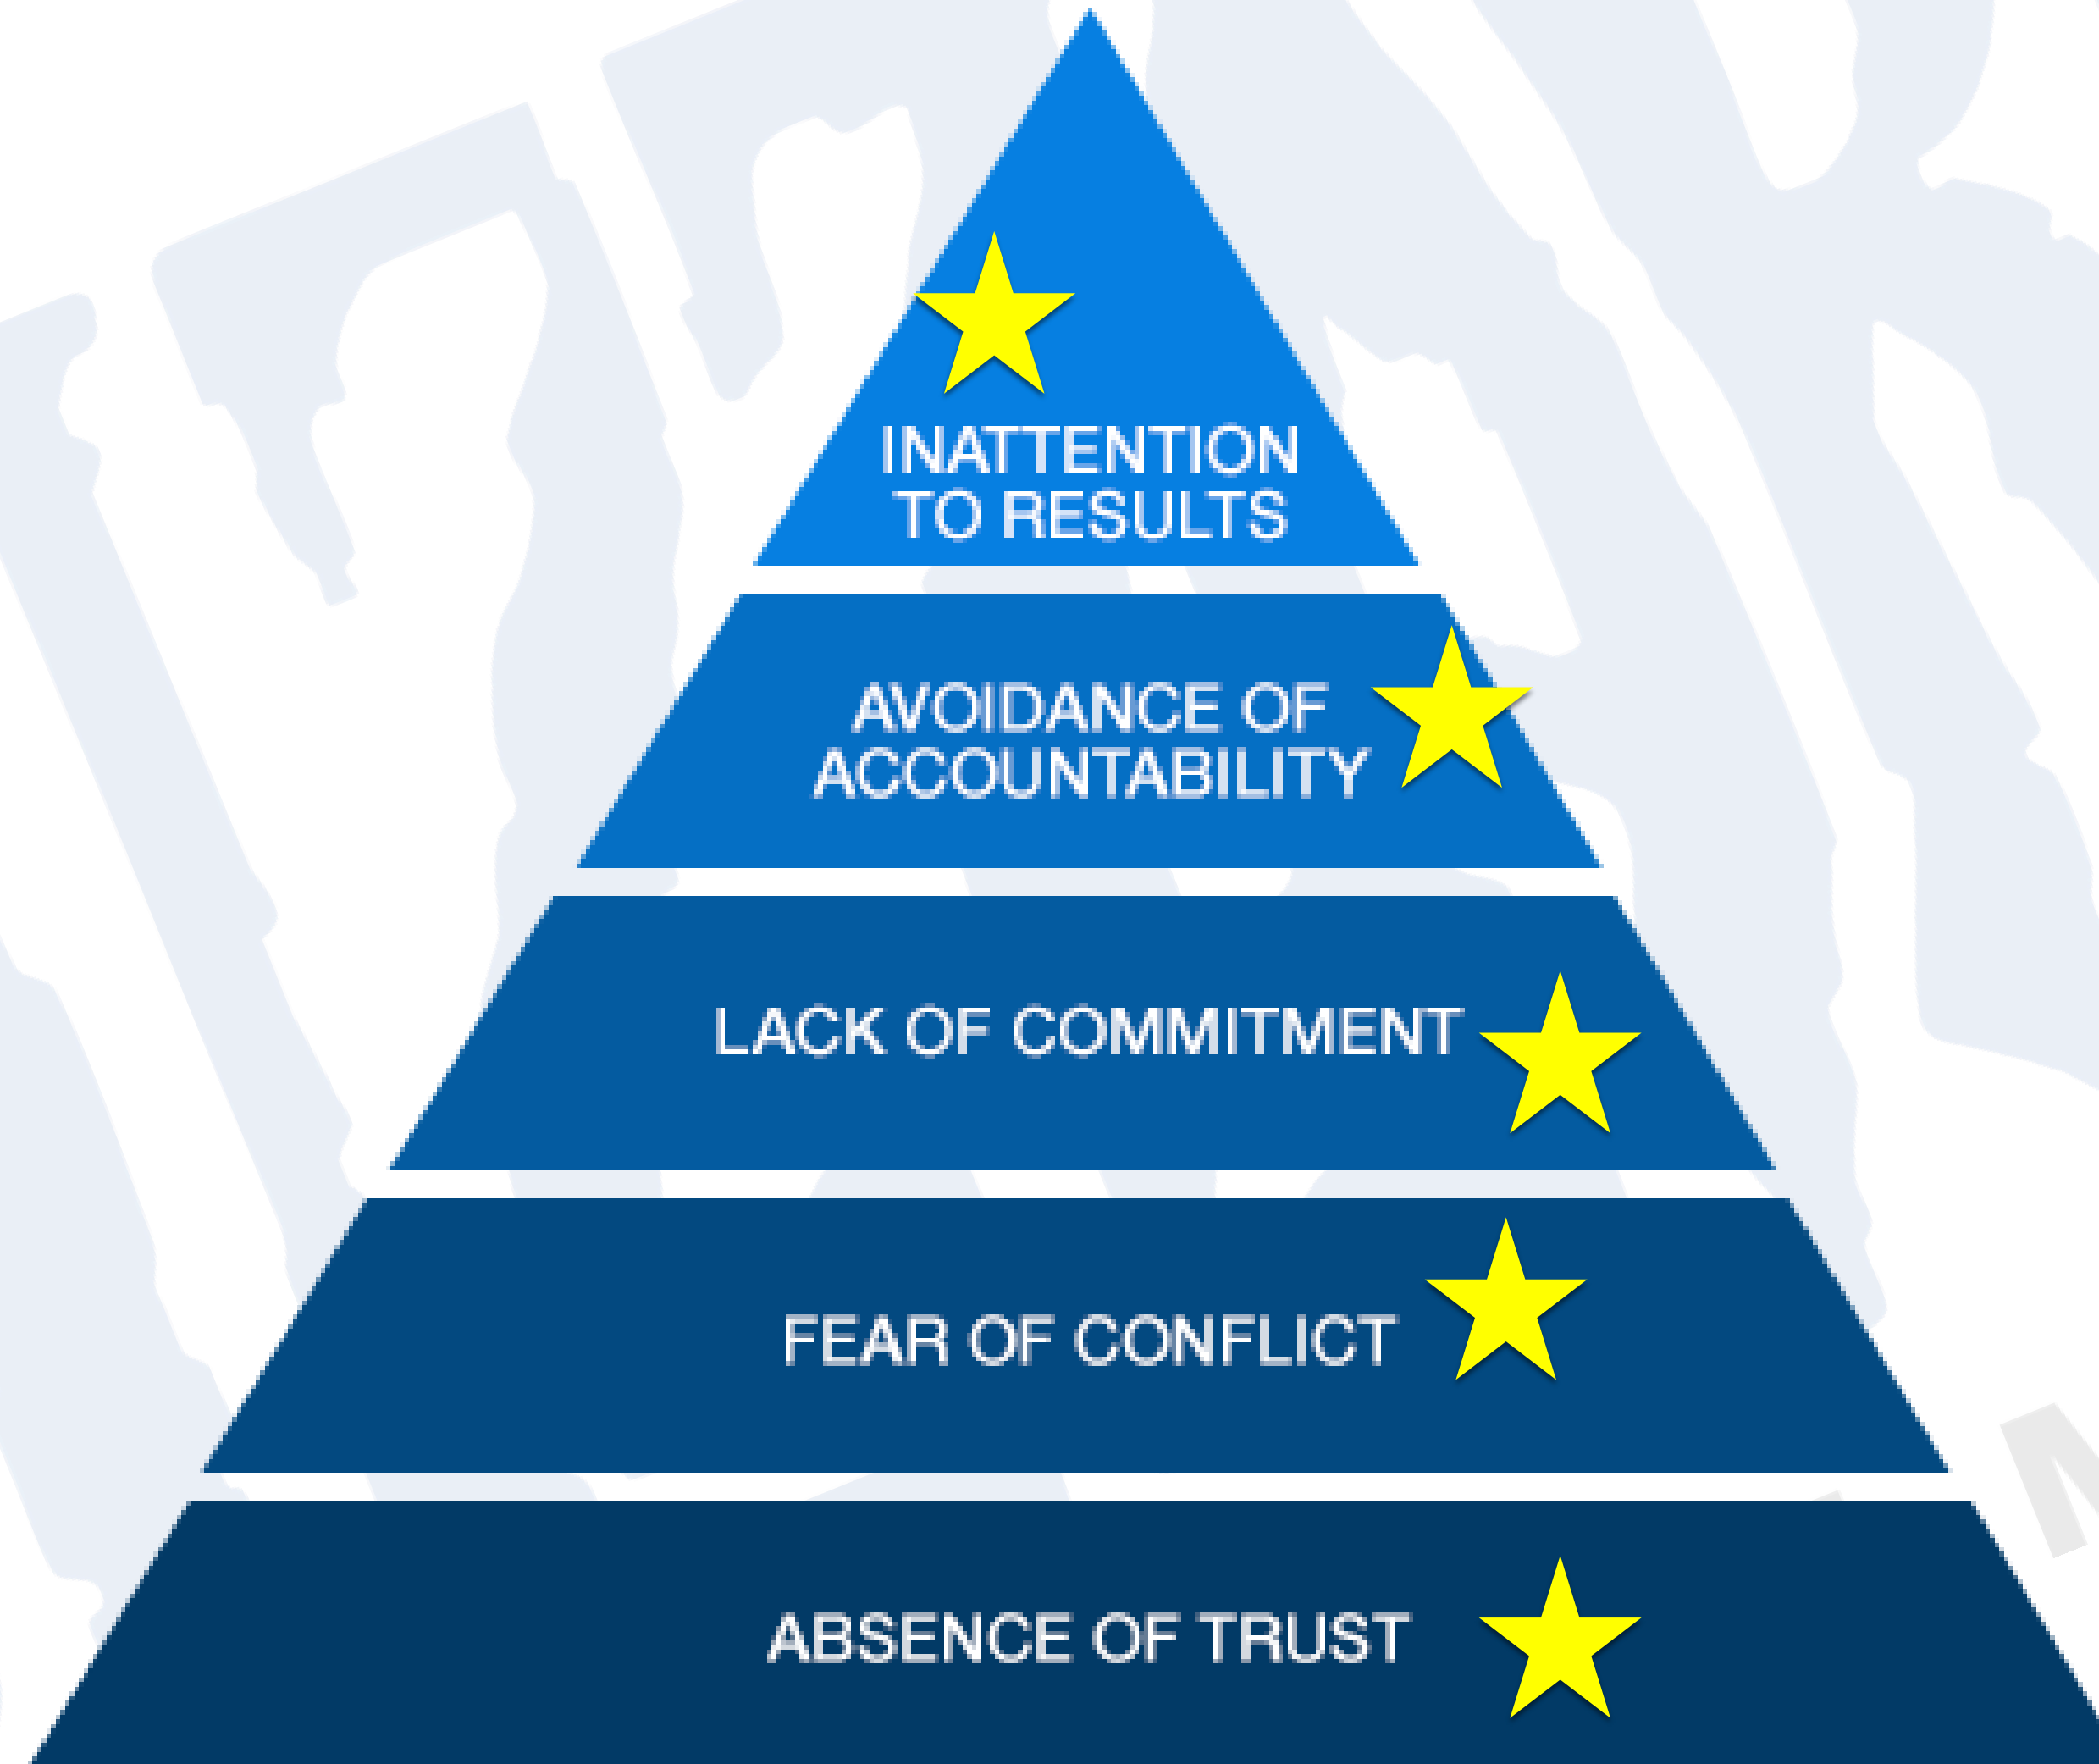 INATTENTION
TO RESULTS
AVOIDANCE OF
ACCOUNTABILITY
LACK OF COMMITMENT
FEAR OF CONFLICT
ABSENCE OF TRUST